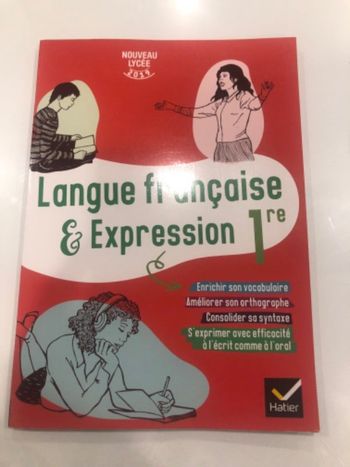 NOUVEAU
LYCÉE
2019
Langue française
& Expression 1re
Enrichir son vocabulaire
Améliorer son orthographe
Consolider sa syntaxe
S'exprimer avec efficacité
à l'écrit comme à l'oral
Hatier